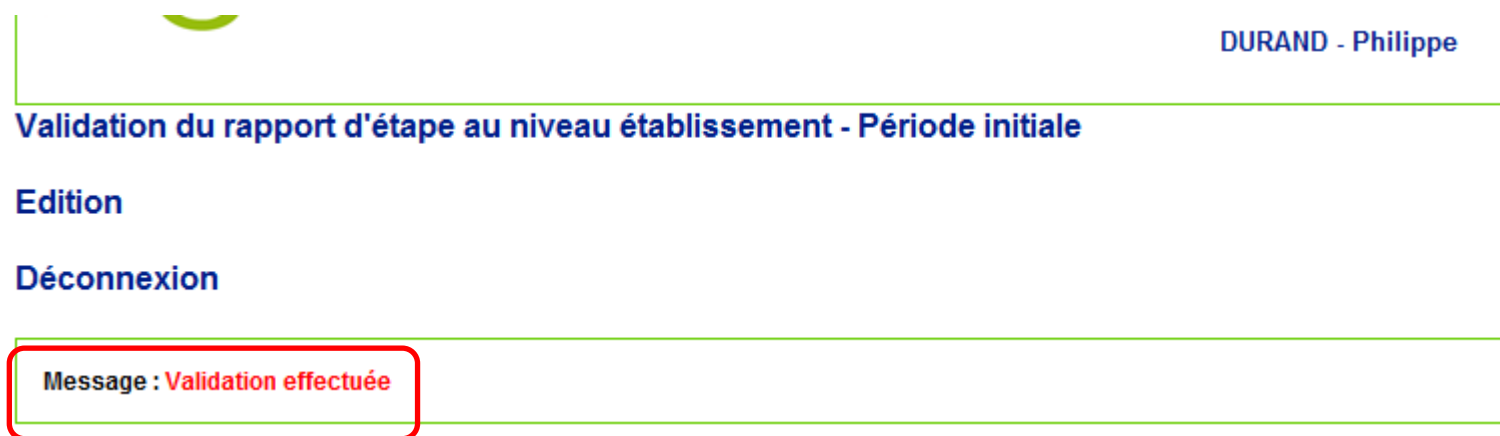 DURAND - Philippe
Validation du rapport d'étape au niveau établissement - Période initiale
Edition
Déconnexion
Message : Validation effectuée